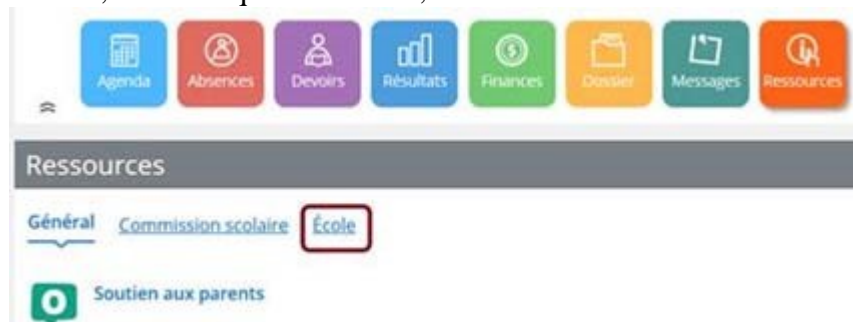 Agenda Absences Devoirs Résultats Finances Dossier Messages Ressources
Ressources
Général Commission scolaire École
Soutien aux parents